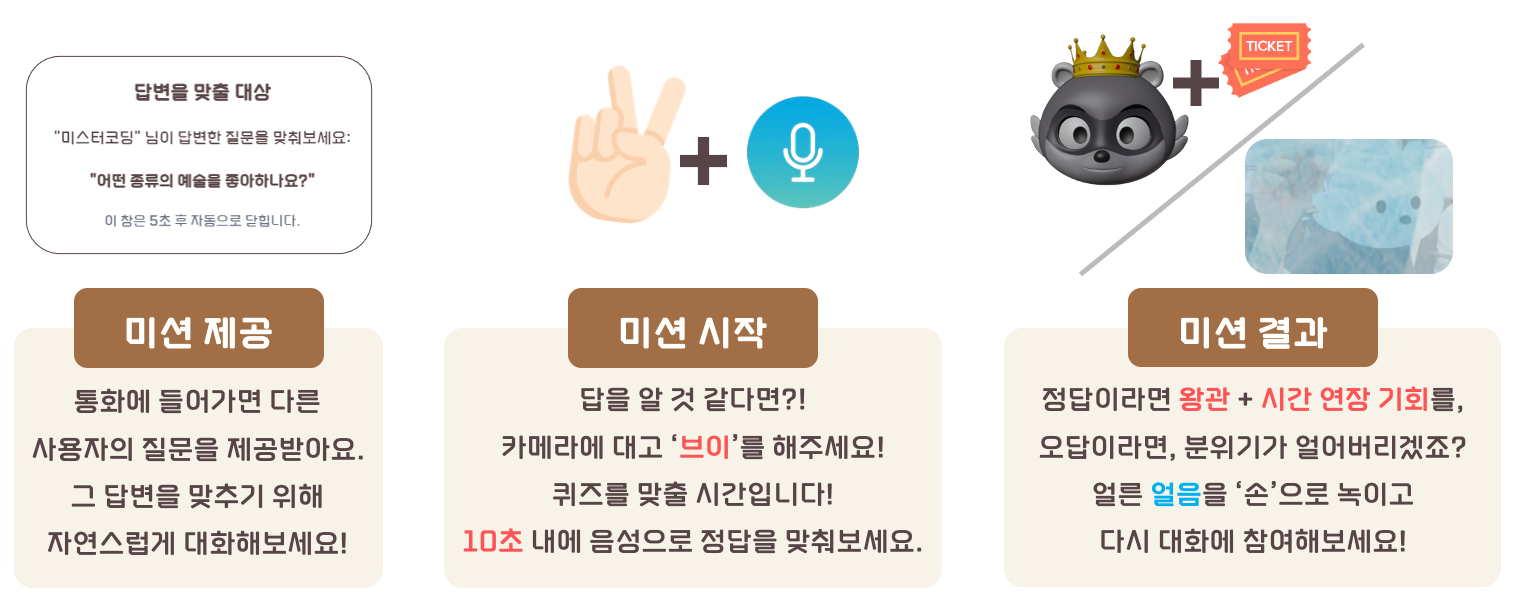 답변을 맞출 대상
"미스터코딩" 님이 답변한 질문을 맞춰보세요:
"어떤 종류의 예술을 좋아하나요?"
이 창은 5초 후 자동으로 닫힙니다.
미션 제공
통화에 들어가면 다른
사용자의 질문을 제공받아요.
그 답변을 맞추기 위해
자연스럽게 대화해보세요!
미션 시작
답을 알 것 같다면?!
카메라에 대고 ‘브이’를 해주세요!
퀴즈를 맞출 시간입니다!
10초 내에 음성으로 정답을 맞춰보세요.
TICKET
미션 결과
정답이라면 왕관 + 시간 연장 기회를,
오답이라면, 분위기가 얼어버리겠죠?
얼른 얼음을 ‘손’으로 녹이고
다시 대화에 참여해보세요!